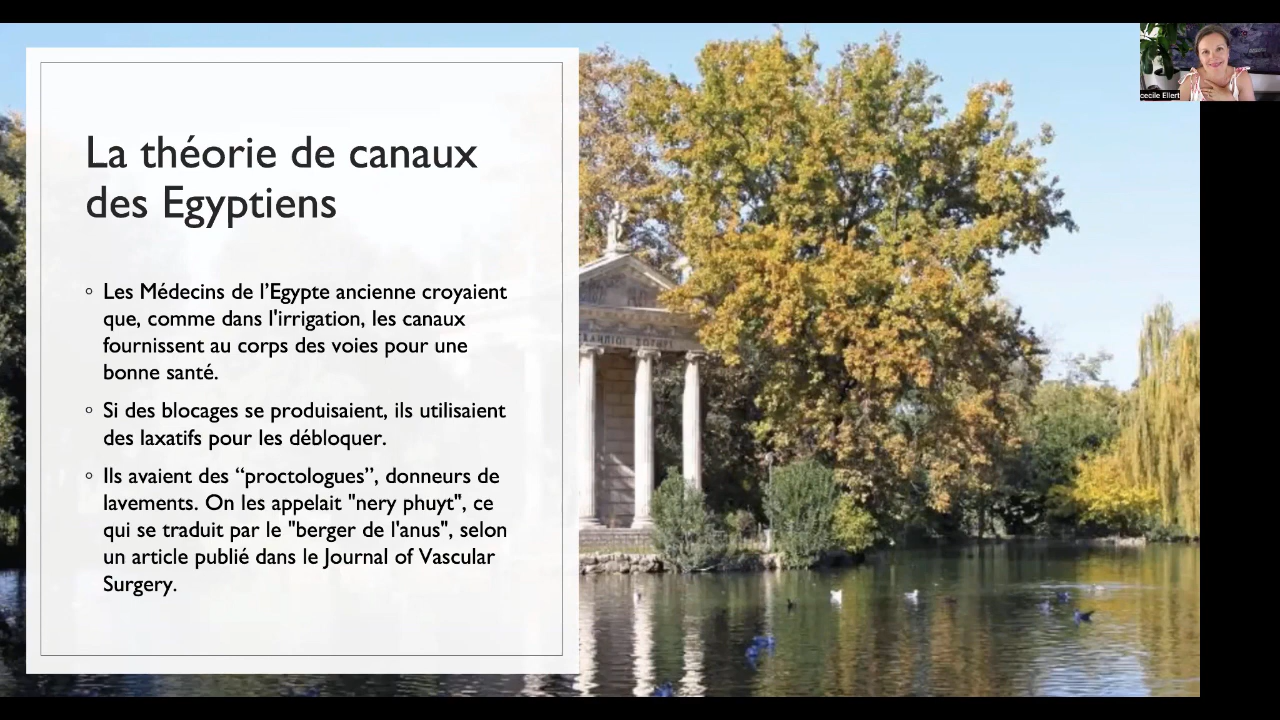 La théorie de canaux
des Egyptiens
◦ Les Médecins de l'Egypte ancienne croyaient
que, comme dans l'irrigation, les canaux
fournissent au corps des voies pour une
bonne santé.
◦ Si des blocages se produisaient, ils utilisaient
des laxatifs pour les débloquer.
◦ Ils avaient des “proctologues”, donneurs de
lavements. On les appelait "nery phuyt", ce
qui se traduit par le "berger de l'anus", selon
un article publié dans le Journal of Vascular
Surgery.
cecile Ellert